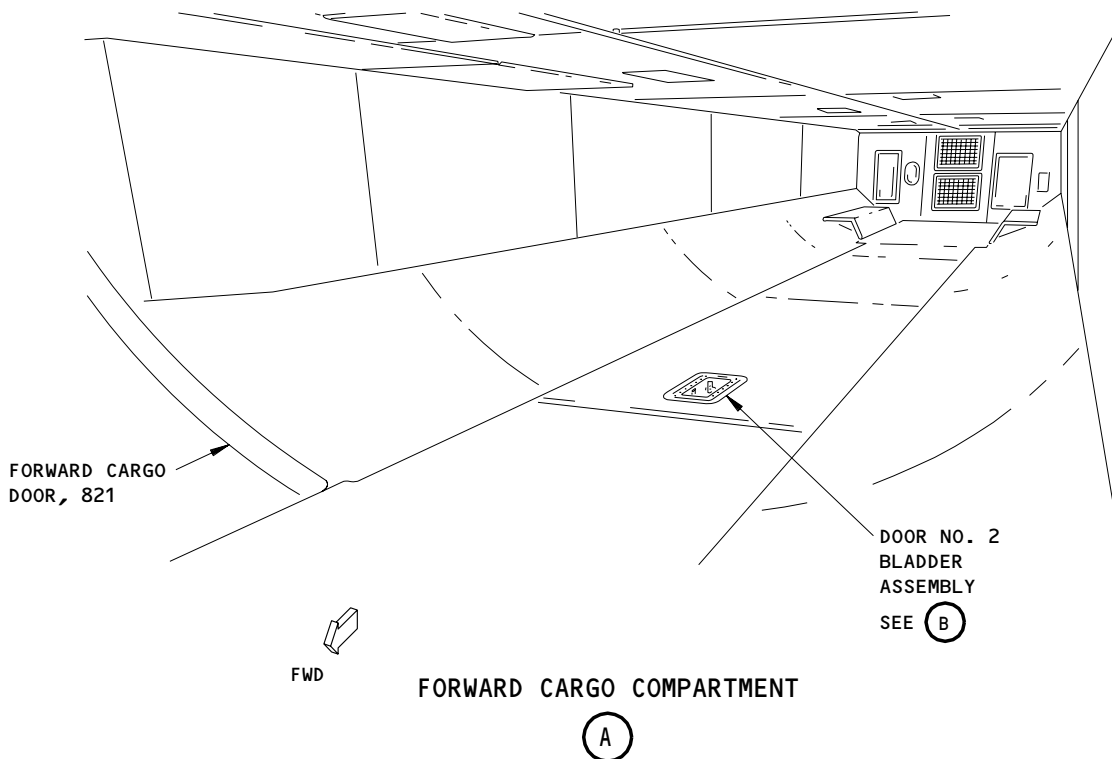 FORWARD CARGO
DOOR, 821
DOOR NO. 2
BLADDER
ASSEMBLY
SEE B
FWD
FORWARD CARGO COMPARTMENT
A